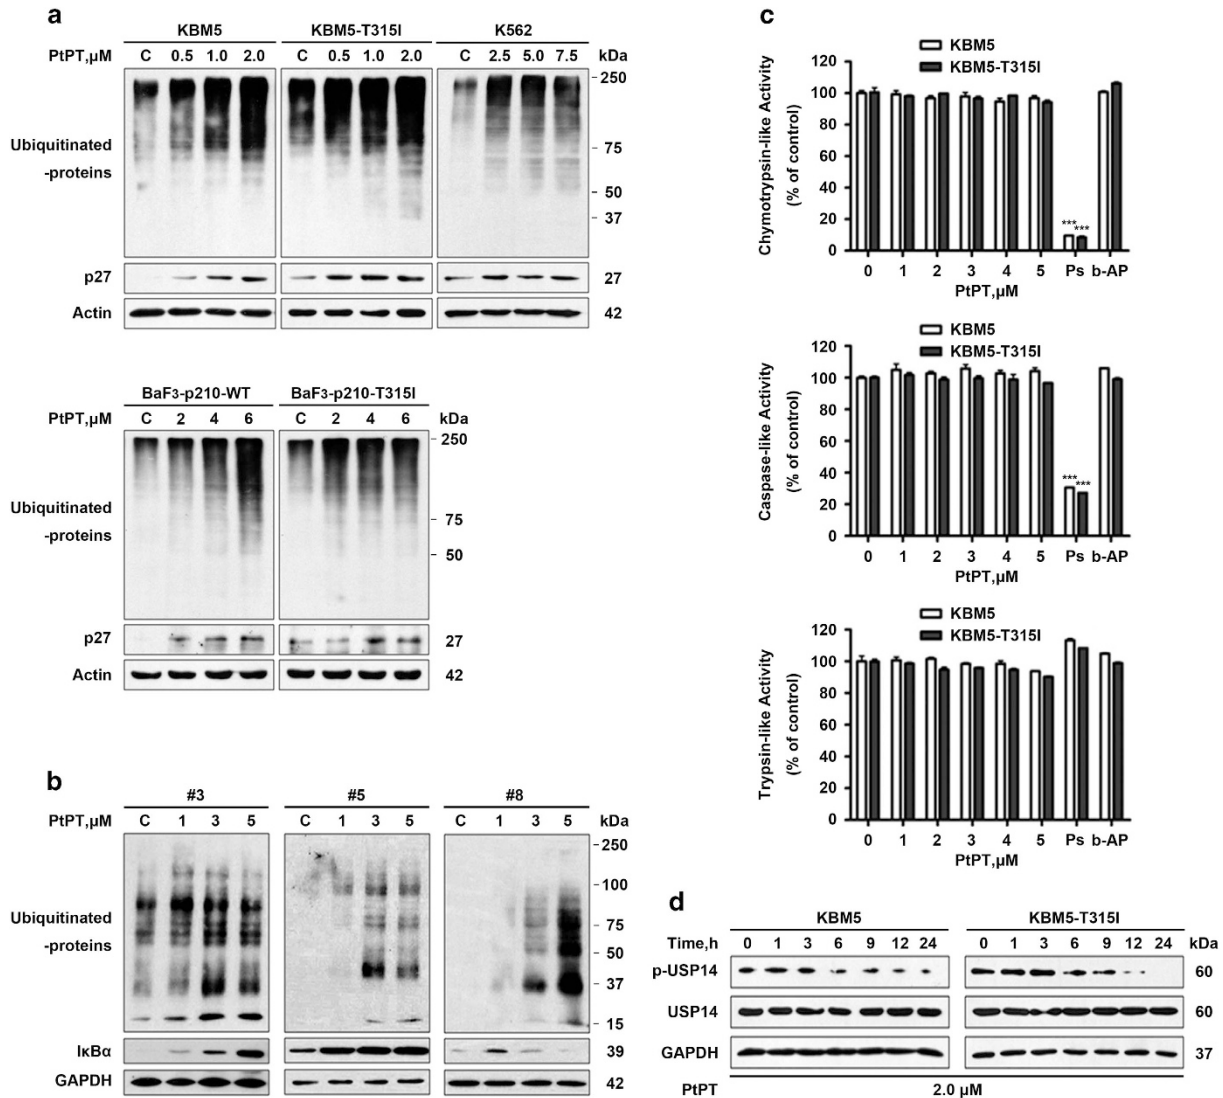 a
KBM5 KBM5-T315I K562
PtPT,µM C 0.5 1.0 2.0 C 0.5 1.0 2.0 C 2.5 5.0 7.5 kDa
250
Ubiquitinated
-proteins
75
50
37
p27 27
Actin 42
BaF3-p210-WT BaF3-p210-T315I
PtPT,µM C 2 4 6 C 2 4 6 kDa
250
Ubiquitinated
-proteins
75
50
p27 27
Actin 42
b
#3 #5 #8
PtPT,µM C 1 3 5 C 1 3 5 C 1 3 5 kDa
250
100
Ubiquitinated
-proteins
75
50
37
15
IκBα 39
GAPDH 42
c
KBM5
KBM5-T315I
Chymotrypsin-like Activity
(% of control)
120
100
80
60
40
20
0
*** ***
0 1 2 3 4 5 Ps b-AP
PtPT,µM
KBM5
KBM5-T315I
Caspase-like Activity
(% of control)
120
100
80
60
40
20
0
*** ***
0 1 2 3 4 5 Ps b-AP
PtPT,µM
KBM5
KBM5-T315I
Trypsin-like Activity
(% of control)
120
100
80
60
40
20
0
0 1 2 3 4 5 Ps b-AP
PtPT,µM
d
KBM5 KBM5-T315I
Time,h 0 1 3 6 9 12 24 0 1 3 6 9 12 24 kDa
p-USP14 60
USP14 60
GAPDH 37
PtPT 2.0 µM